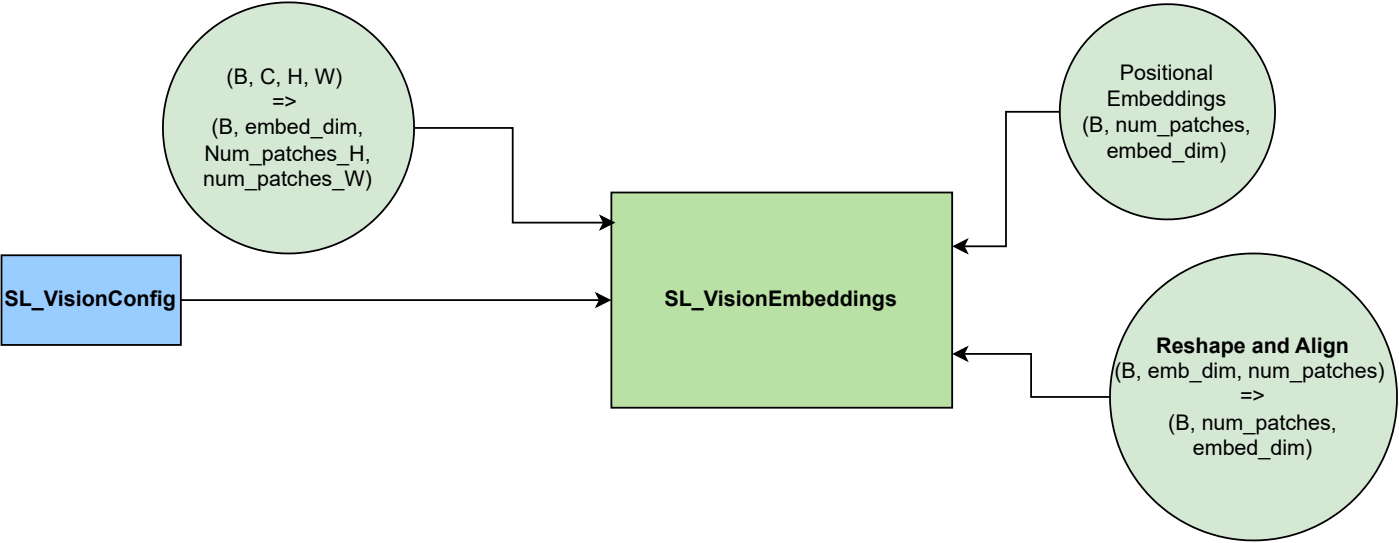 (B, C, H, W)
=>
(B, embed_dim,
Num_patches_H,
num_patches_W)
Positional
Embeddings
(B, num_patches,
embed_dim)
SL_VisionConfig
SL_VisionEmbeddings
Reshape and Align
(B, emb_dim, num_patches)
=>
(B, num_patches,
embed_dim)